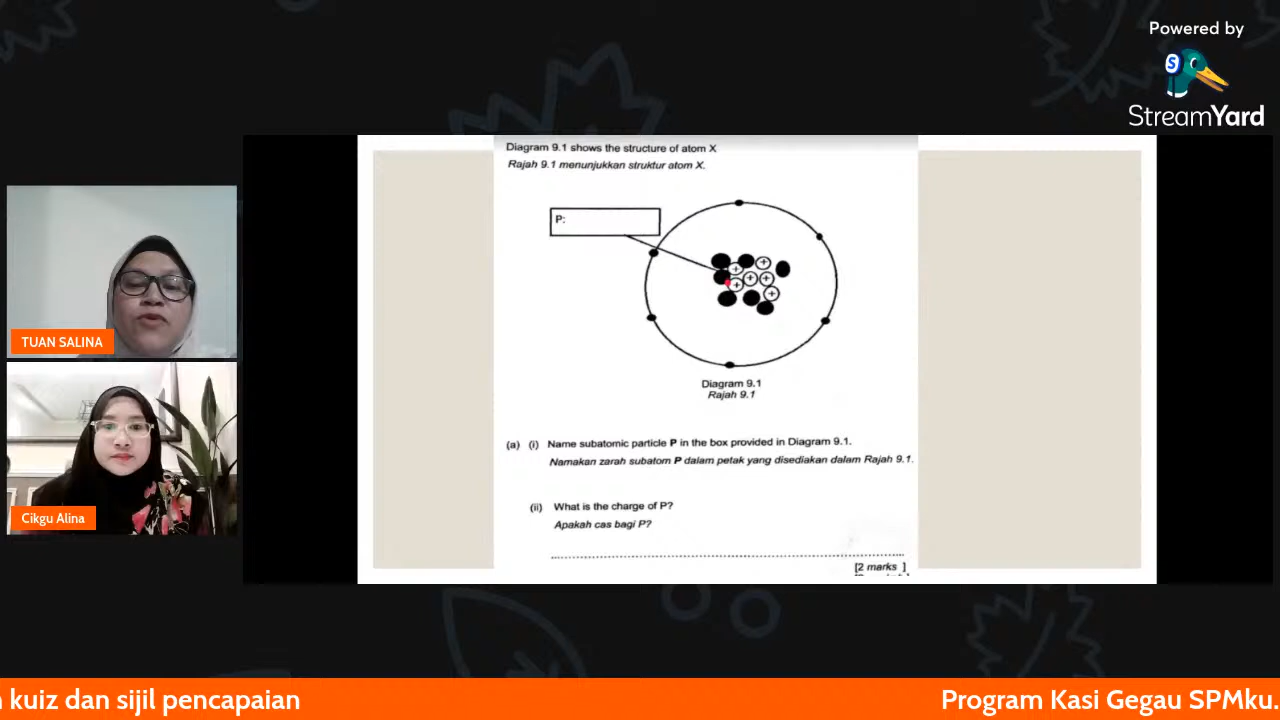 Powered by
S
StreamYard
Diagram 9.1 shows the structure of atom X
Rajah 9.1 menunjukkan struktur atom X.
P:
+
+
+
+
+
+
Diagram 9.1
Rajah 9.1
(a) (i) Name subatomic particle P in the box provided in Diagram 9.1.
Namakan zarah subatom P dalam petak yang disediakan dalam Rajah 9.1.
(ii) What is the charge of P?
Apakah cas bagi P?
[2 marks ]
TUAN SALINA
Cikgu Alina
kuiz dan sijil pencapaian
Program Kasi Gegau SPMku.